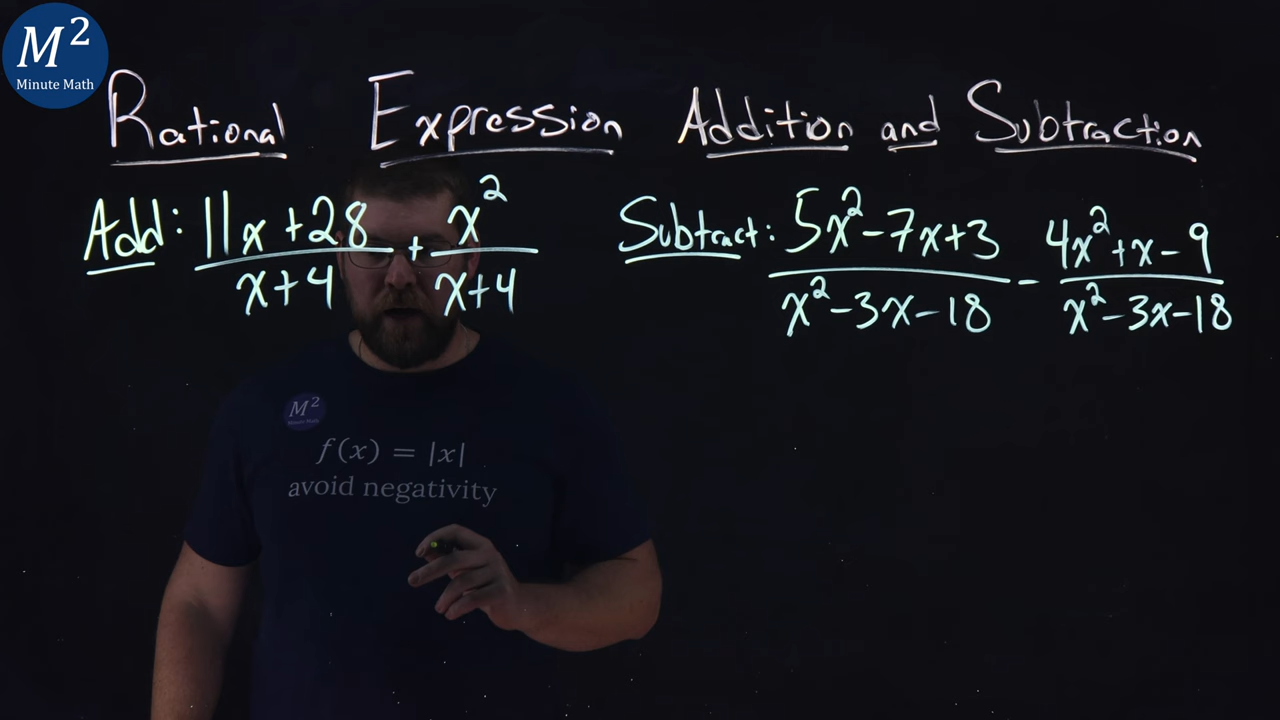 M²
Minute Math
Rational Expression Addition and Subtraction
Add: (11x+28)/(x+4) + x²/(x+4)
Subtract: (5x²-7x+3)/(x²-3x-18) - (4x²+x-9)/(x²-3x-18)
M²
Minute Math
f(x) = |x|
avoid negativity